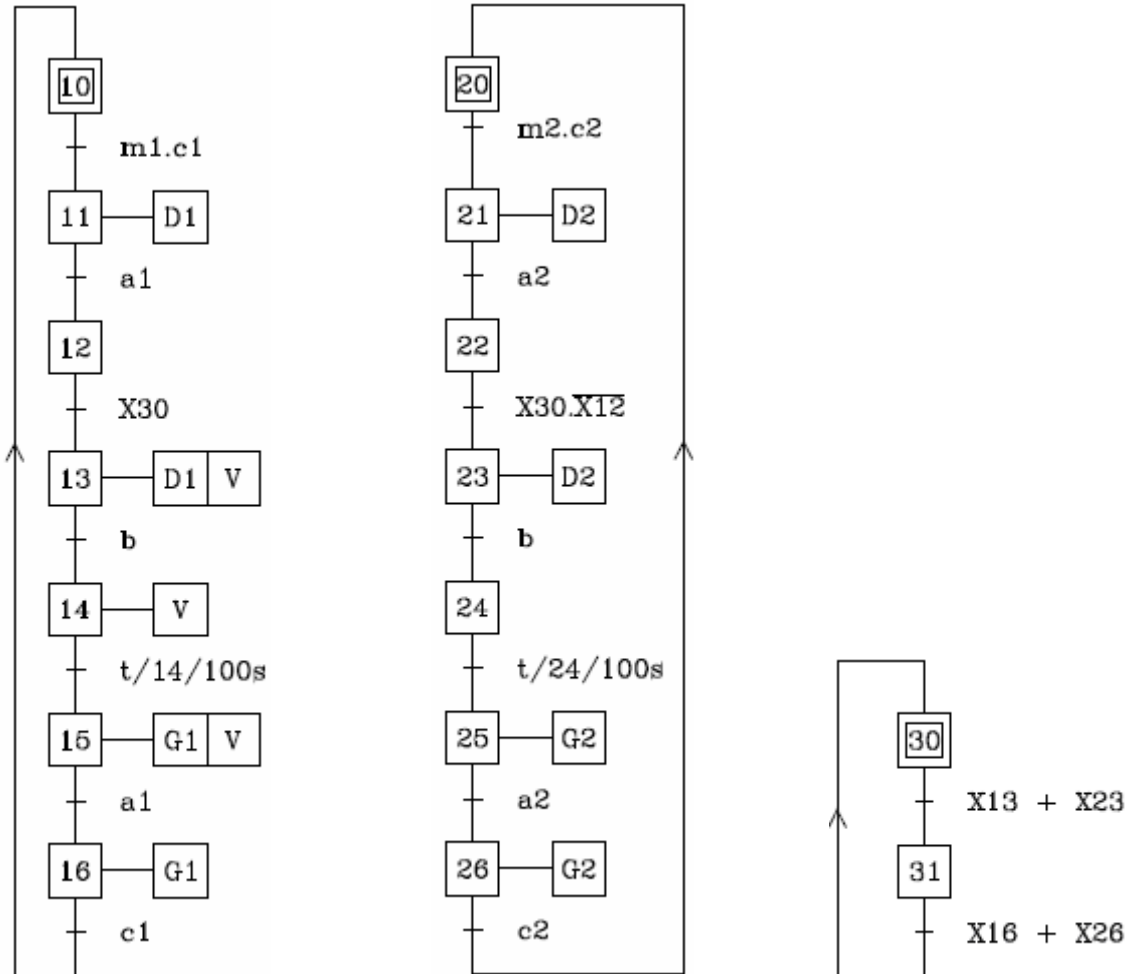 10
m1.c1
11 D1
a1
12
X30
13 D1 V
b
14 V
t/14/100s
15 G1 V
a1
16 G1
c1
20
m2.c2
21 D2
a2
22
X30.X̅1̅2̅
23 D2
b
24
t/24/100s
25 G2
a2
26 G2
c2
30
X13 + X23
31
X16 + X26